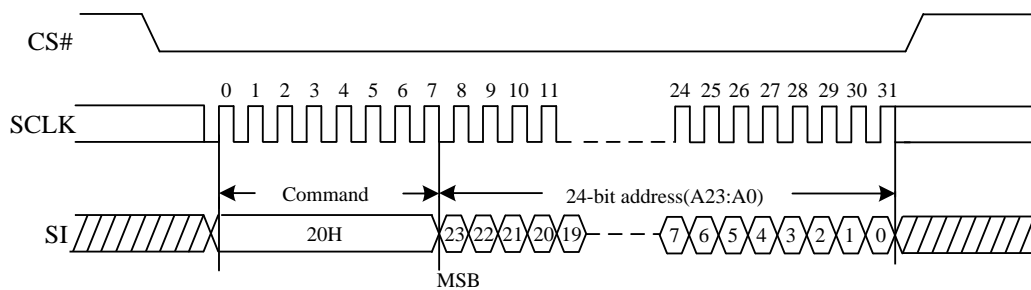 CS#
0 1 2 3 4 5 6 7 8 9 10 11 24 25 26 27 28 29 30 31
SCLK
Command 24-bit address(A23:A0)
SI 20H 23 22 21 20 19 7 6 5 4 3 2 1 0
MSB